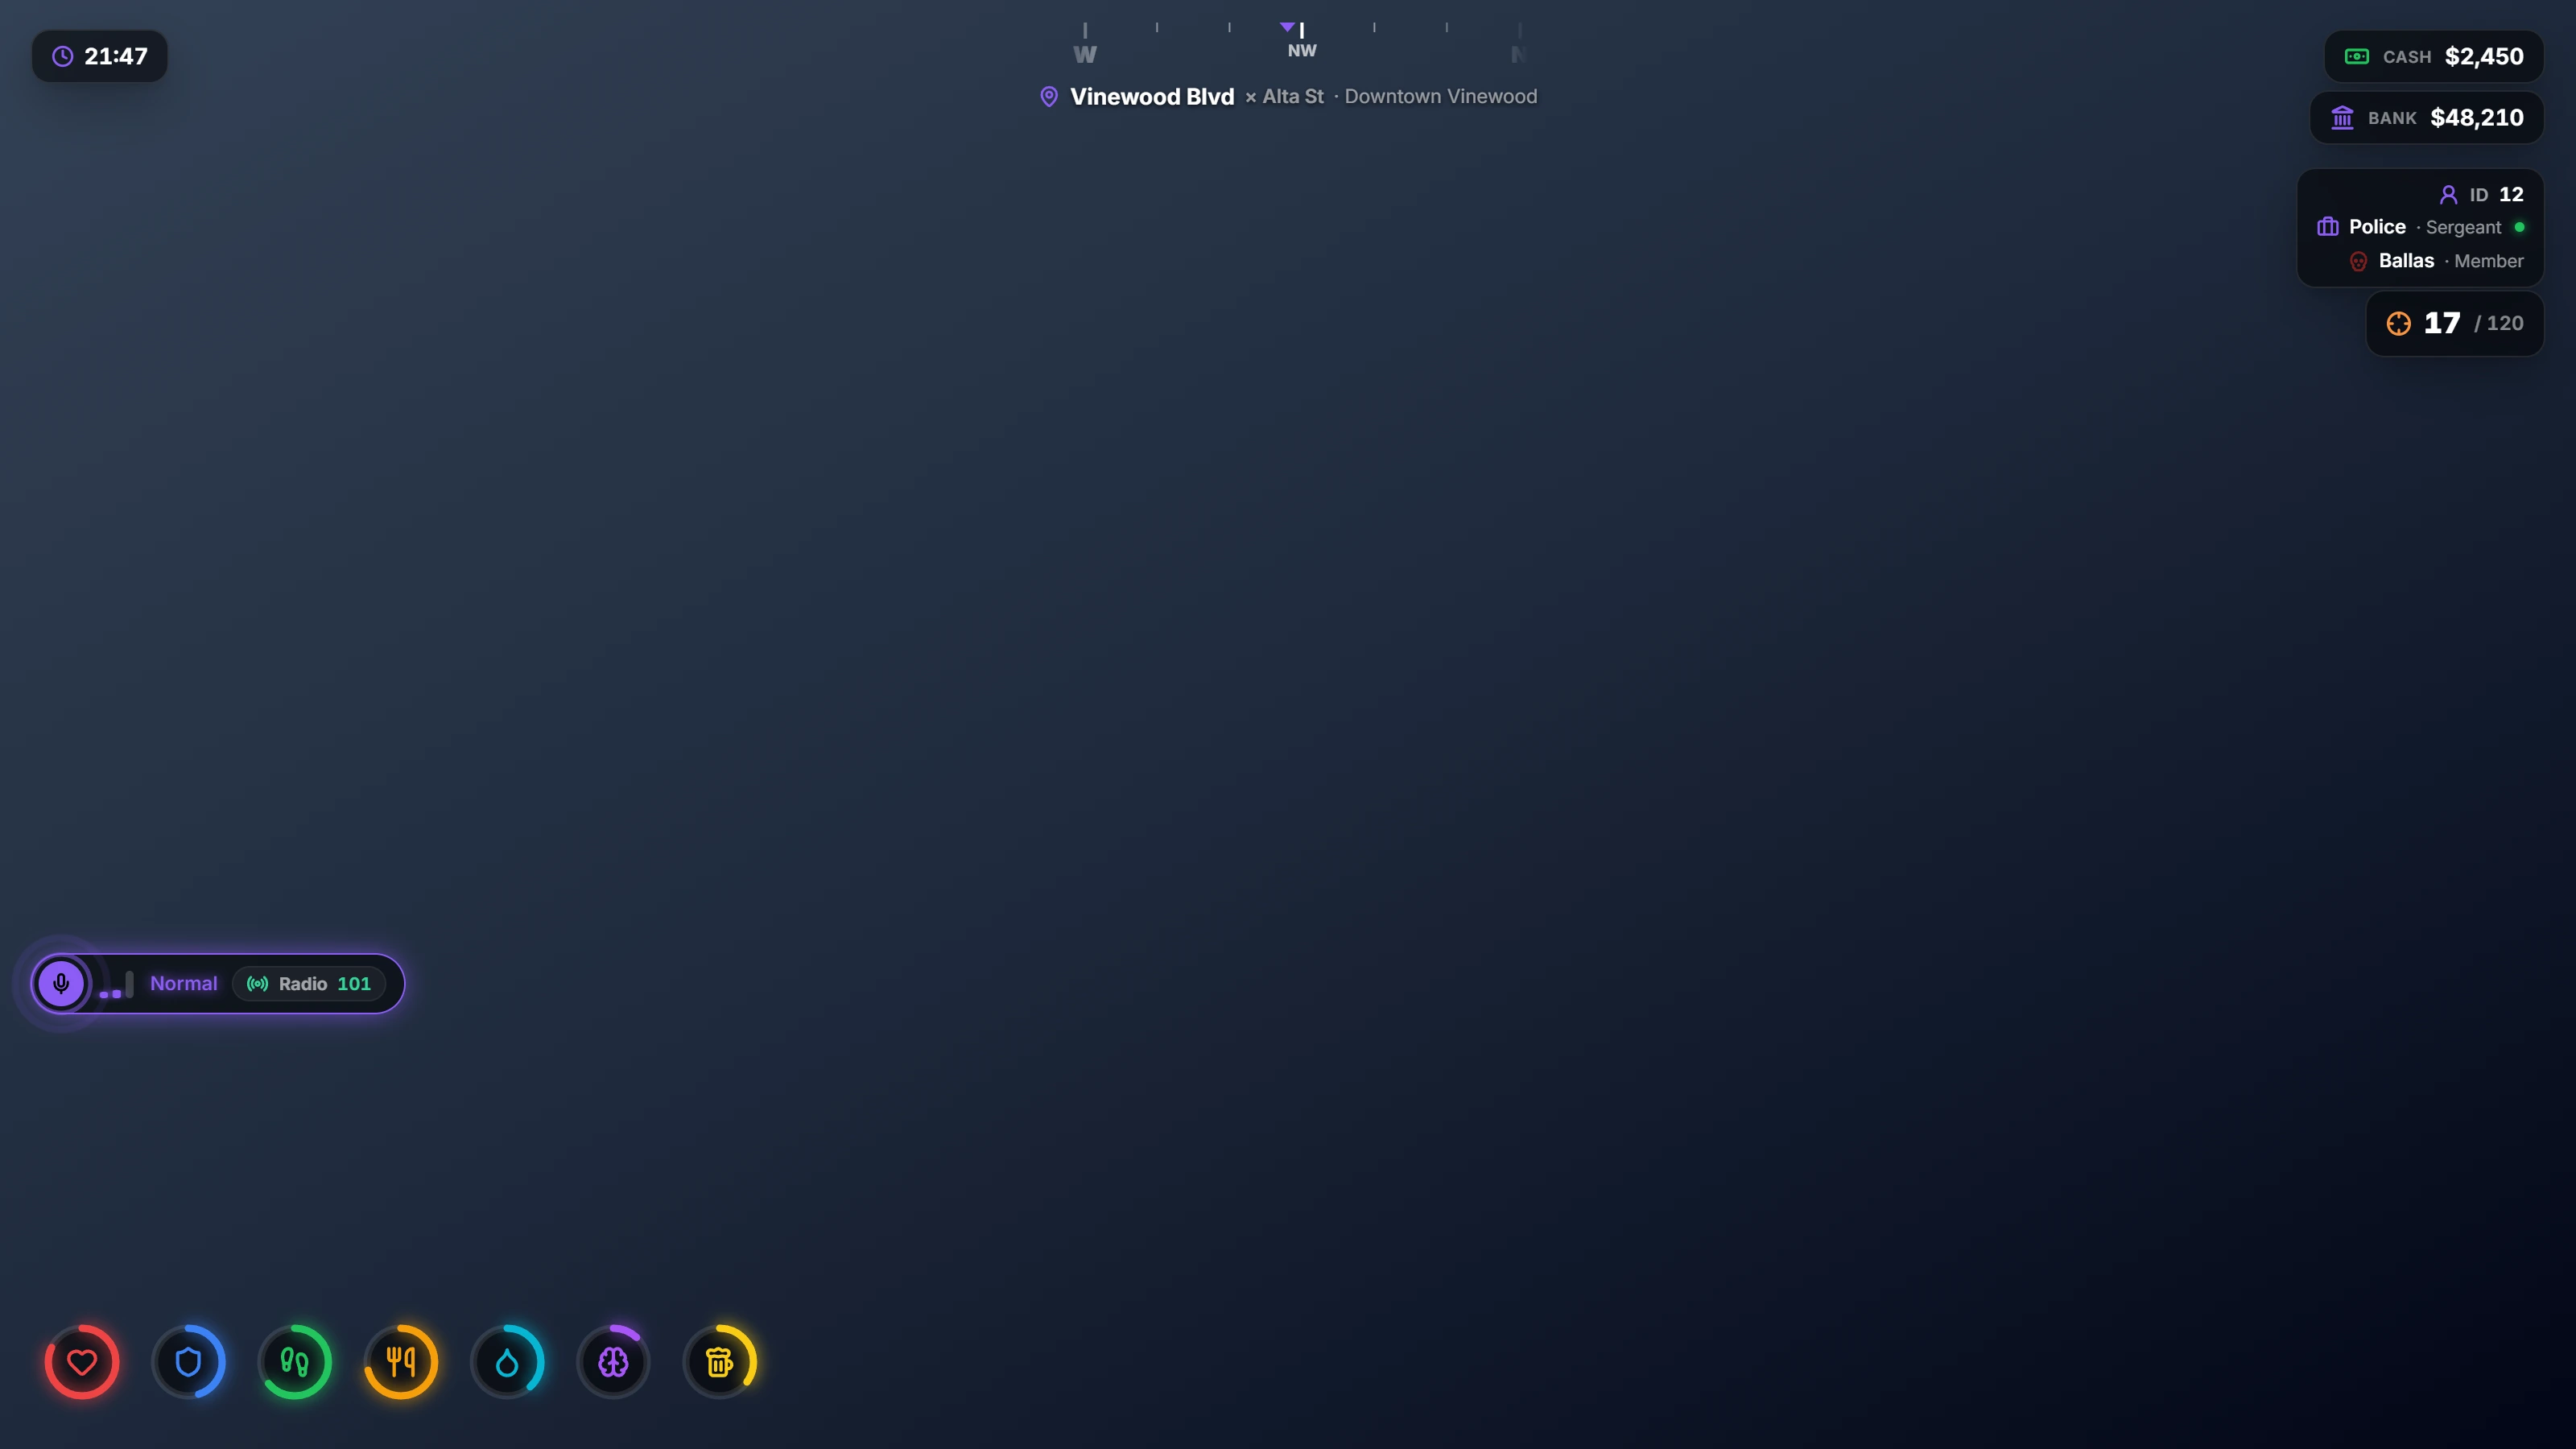 21:47
W NW N
Vinewood Blvd × Alta St · Downtown Vinewood
CASH $2,450
BANK $48,210
ID 12
Police · Sergeant
Ballas · Member
17 / 120
Normal Radio 101